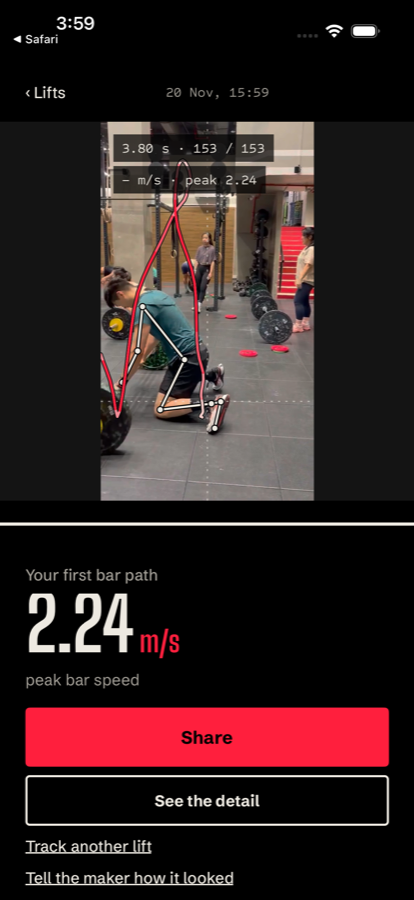 3:59
◀ Safari
‹ Lifts
20 Nov, 15:59
3.80 s · 153 / 153
– m/s · peak 2.24
Your first bar path
2.24 m/s
peak bar speed
Share
See the detail
Track another lift
Tell the maker how it looked